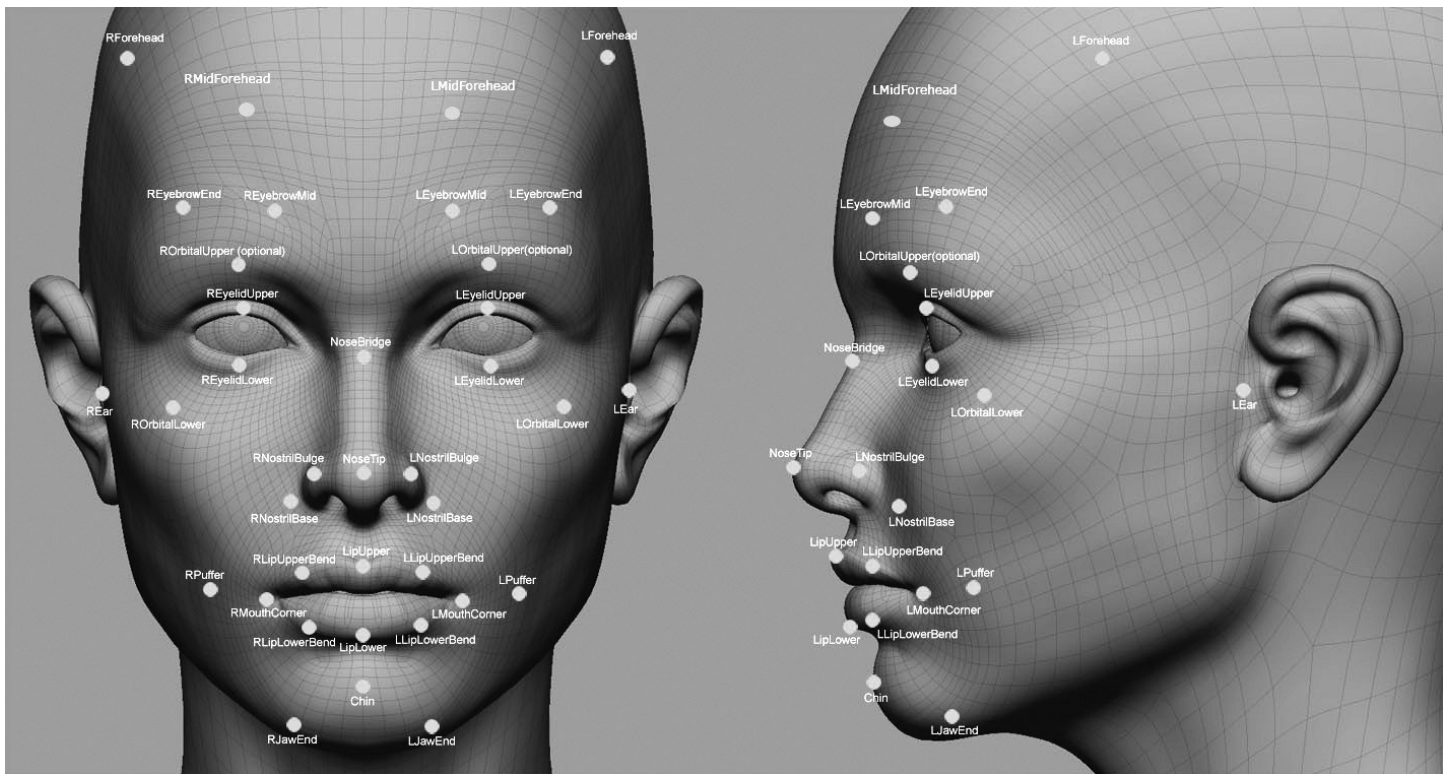 RForehead
LForehead
RMidForehead
LMidForehead
REyebrowEnd
REyebrowMid
LEyebrowMid
LEyebrowEnd
ROrbitalUpper (optional)
LOrbitalUpper(optional)
REyelidUpper
LEyelidUpper
NoseBridge
REyelidLower
LEyelidLower
REar
ROrbitalLower
LOrbitalLower
LEar
RNostrilBulge
NoseTip
LNostrilBulge
RNostrilBase
LNostrilBase
RLipUpperBend
LipUpper
LLipUpperBend
RPuffer
LPuffer
RMouthCorner
LMouthCorner
RLipLowerBend
LipLower
LLipLowerBend
Chin
RJawEnd
LJawEnd
LForehead
LMidForehead
LEyebrowEnd
LEyebrowMid
LOrbitalUpper(optional)
LEyelidUpper
NoseBridge
LEyelidLower
LOrbitalLower
LEar
NoseTip
LNostrilBulge
LNostrilBase
LipUpper
LLipUpperBend
LPuffer
LMouthCorner
LipLower
LLipLowerBend
Chin
LJawEnd